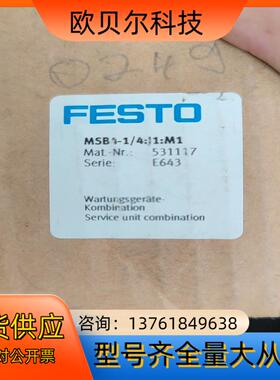 欧贝尔科技
0249
FESTO
MSB4-1/4:J1:M1
Mat.-Nr.: 531117
Serie: E643
Wartungsgeräte-
Kombination
Service unit combination
咨询：13761849638
型号齐全量大从